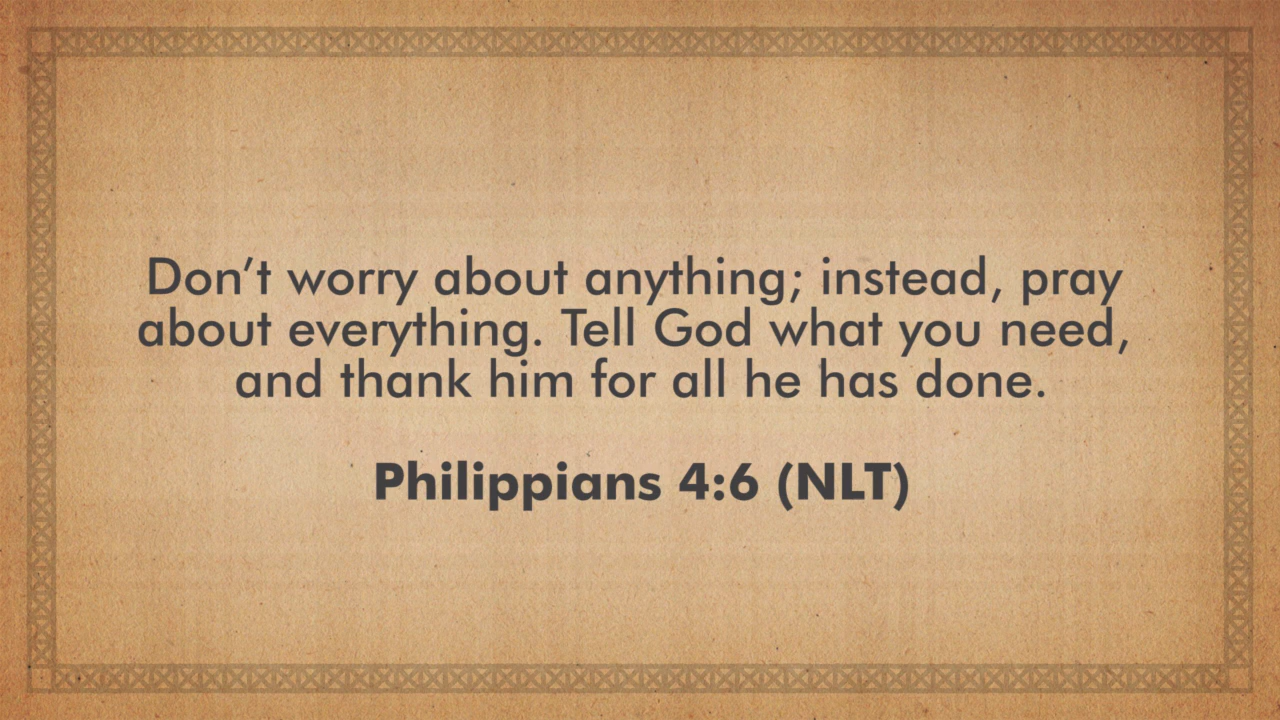 Don’t worry about anything; instead, pray
about everything. Tell God what you need,
and thank him for all he has done.
Philippians 4:6 (NLT)